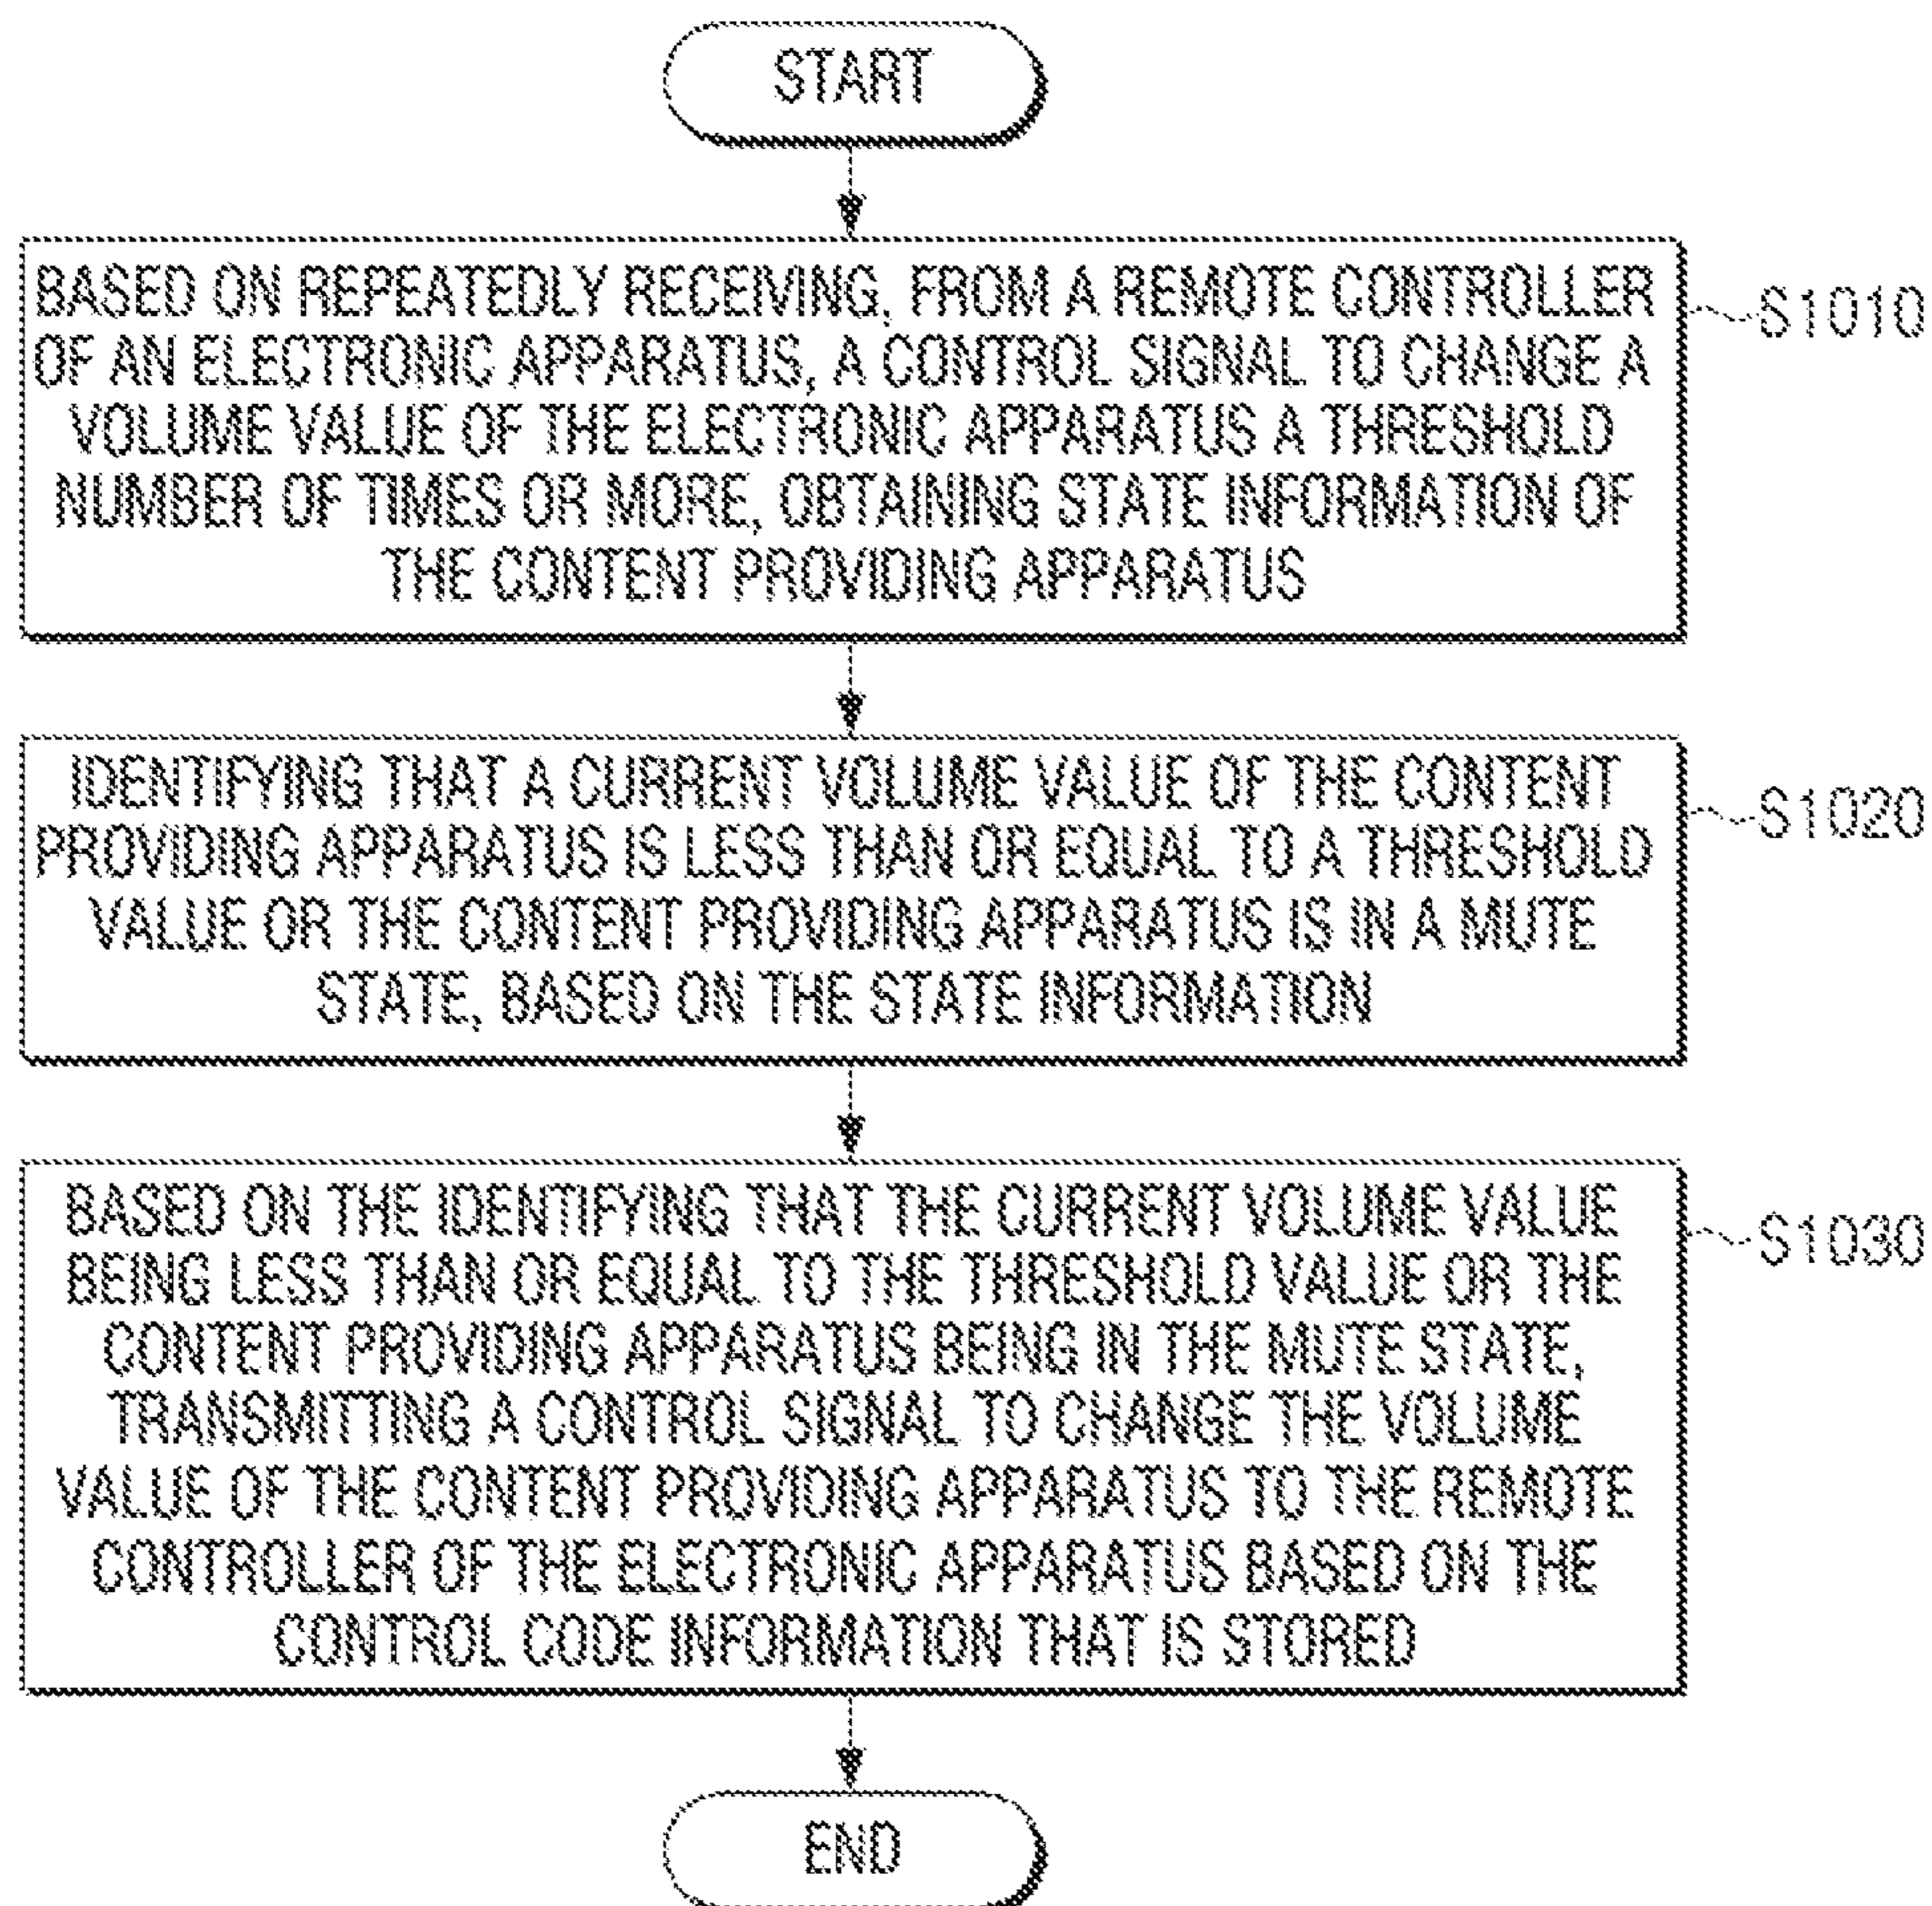 START
BASED ON REPEATEDLY RECEIVING, FROM A REMOTE CONTROLLER
OF AN ELECTRONIC APPARATUS, A CONTROL SIGNAL TO CHANGE A
VOLUME VALUE OF THE ELECTRONIC APPARATUS A THRESHOLD
NUMBER OF TIMES OR MORE, OBTAINING STATE INFORMATION OF
THE CONTENT PROVIDING APPARATUS
S1010
IDENTIFYING THAT A CURRENT VOLUME VALUE OF THE CONTENT
PROVIDING APPARATUS IS LESS THAN OR EQUAL TO A THRESHOLD
VALUE OR THE CONTENT PROVIDING APPARATUS IS IN A MUTE
STATE, BASED ON THE STATE INFORMATION
S1020
BASED ON THE IDENTIFYING THAT THE CURRENT VOLUME VALUE
BEING LESS THAN OR EQUAL TO THE THRESHOLD VALUE OR THE
CONTENT PROVIDING APPARATUS BEING IN THE MUTE STATE,
TRANSMITTING A CONTROL SIGNAL TO CHANGE THE VOLUME
VALUE OF THE CONTENT PROVIDING APPARATUS TO THE REMOTE
CONTROLLER OF THE ELECTRONIC APPARATUS BASED ON THE
CONTROL CODE INFORMATION THAT IS STORED
S1030
END